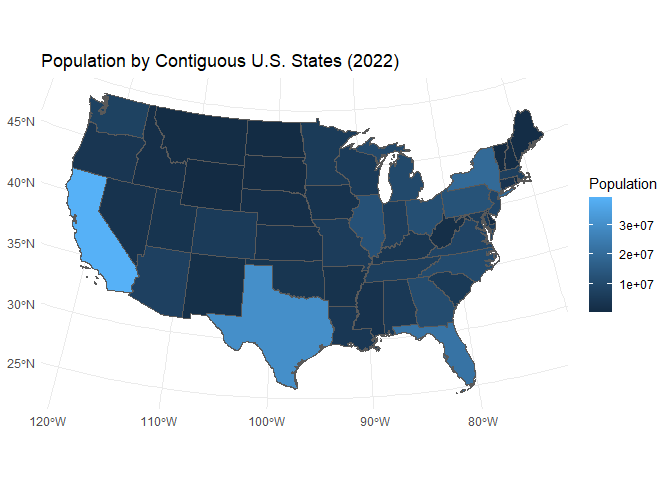 Population by Contiguous U.S. States (2022)
45°N
40°N
35°N
30°N
25°N
120°W
110°W
100°W
90°W
80°W
Population
3e+07
2e+07
1e+07